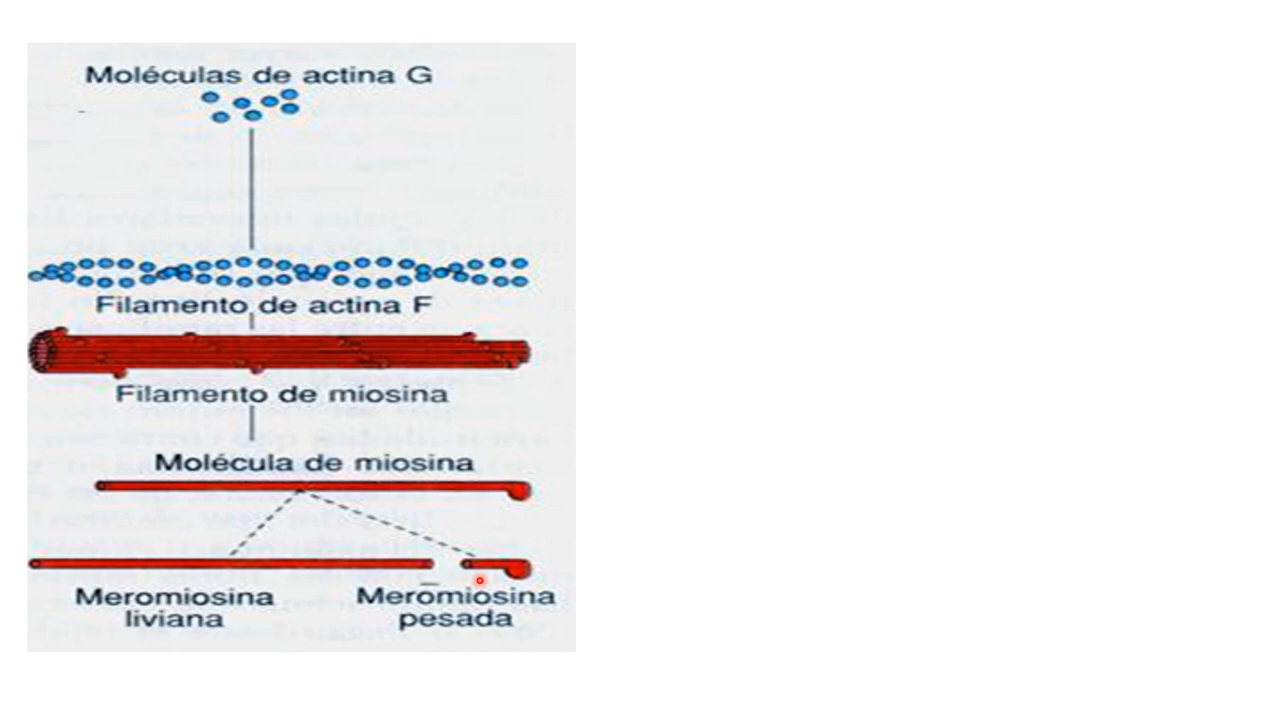 Moléculas de actina G
Filamento de actina F
Filamento de miosina
Molécula de miosina
Meromiosina
liviana
Meromiosina
pesada